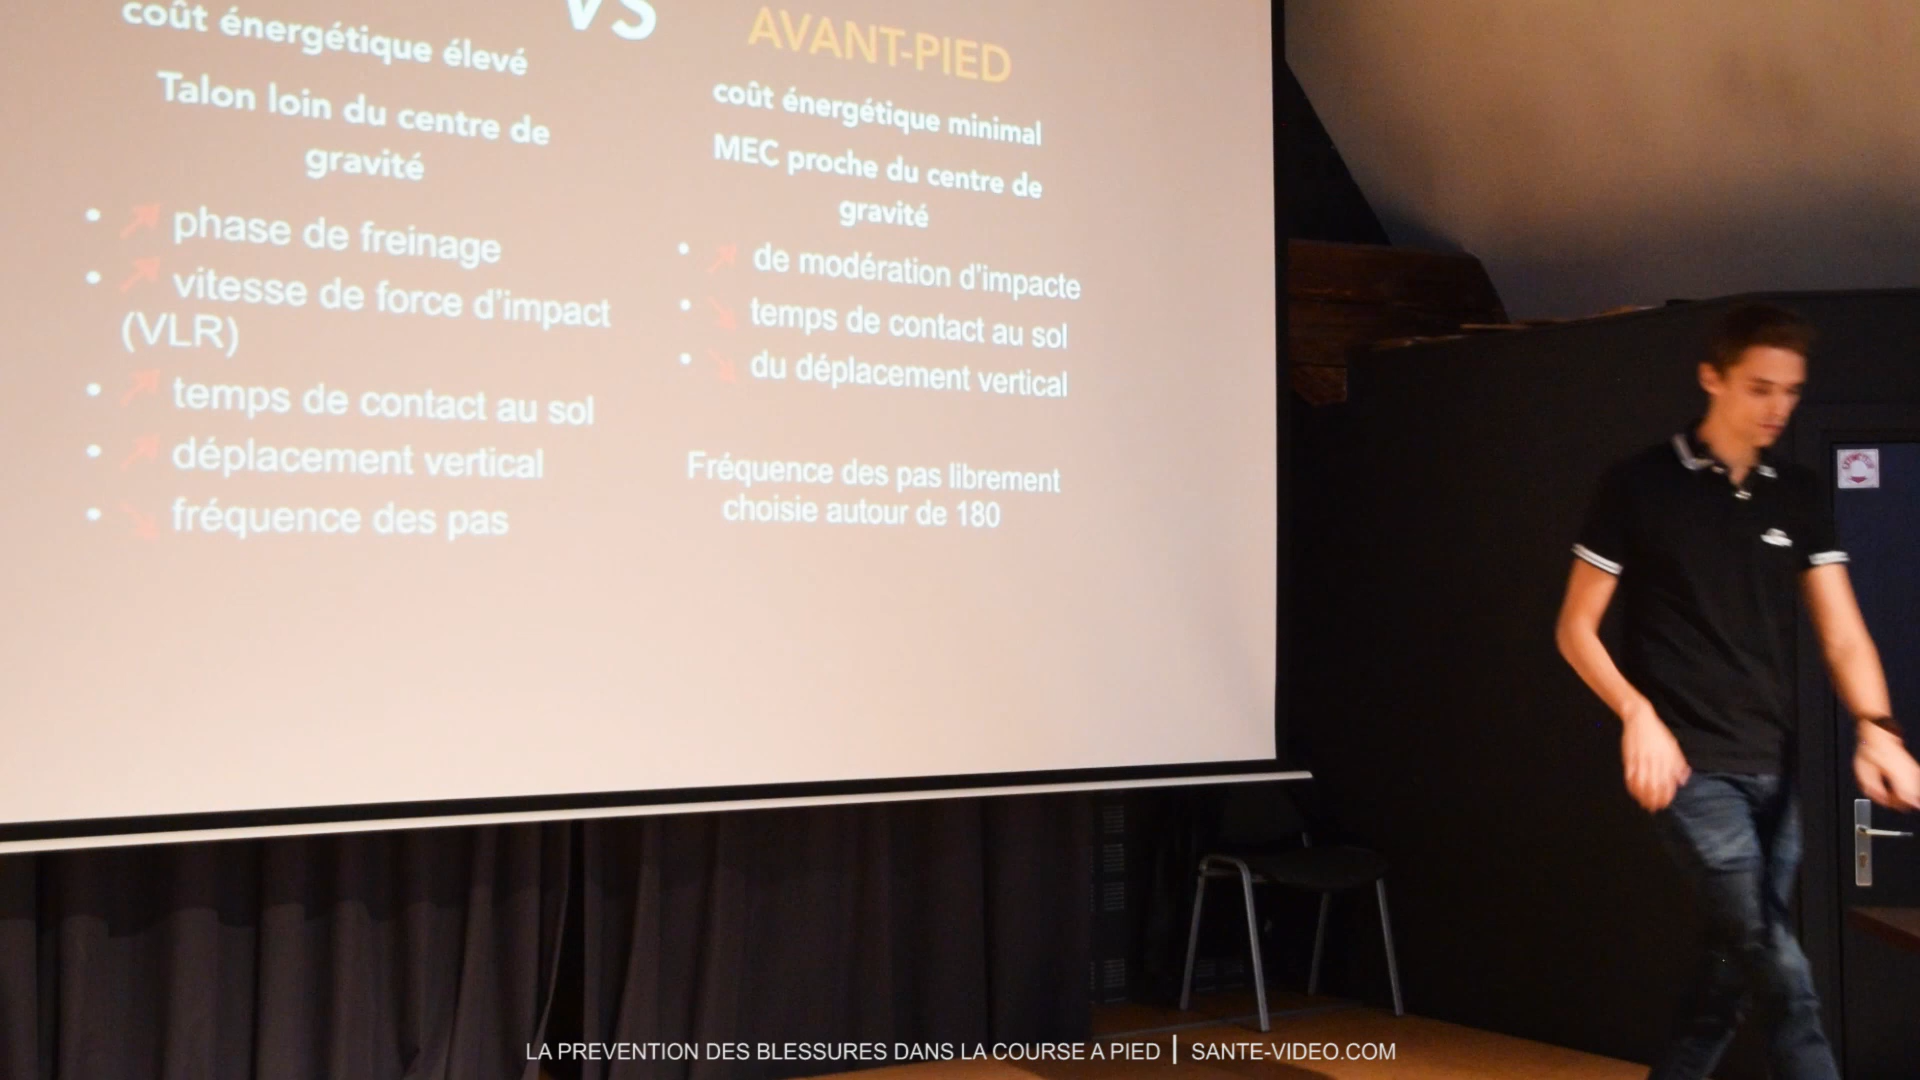 coût énergétique élevé
Talon loin du centre de
gravité
• phase de freinage
• vitesse de force d'impact
(VLR)
• temps de contact au sol
• déplacement vertical
• fréquence des pas
VS
AVANT-PIED
coût énergétique minimal
MEC proche du centre de
gravité
• de modération d'impacte
• temps de contact au sol
• du déplacement vertical
Fréquence des pas librement
choisie autour de 180
LA PREVENTION DES BLESSURES DANS LA COURSE A PIED | SANTE-VIDEO.COM